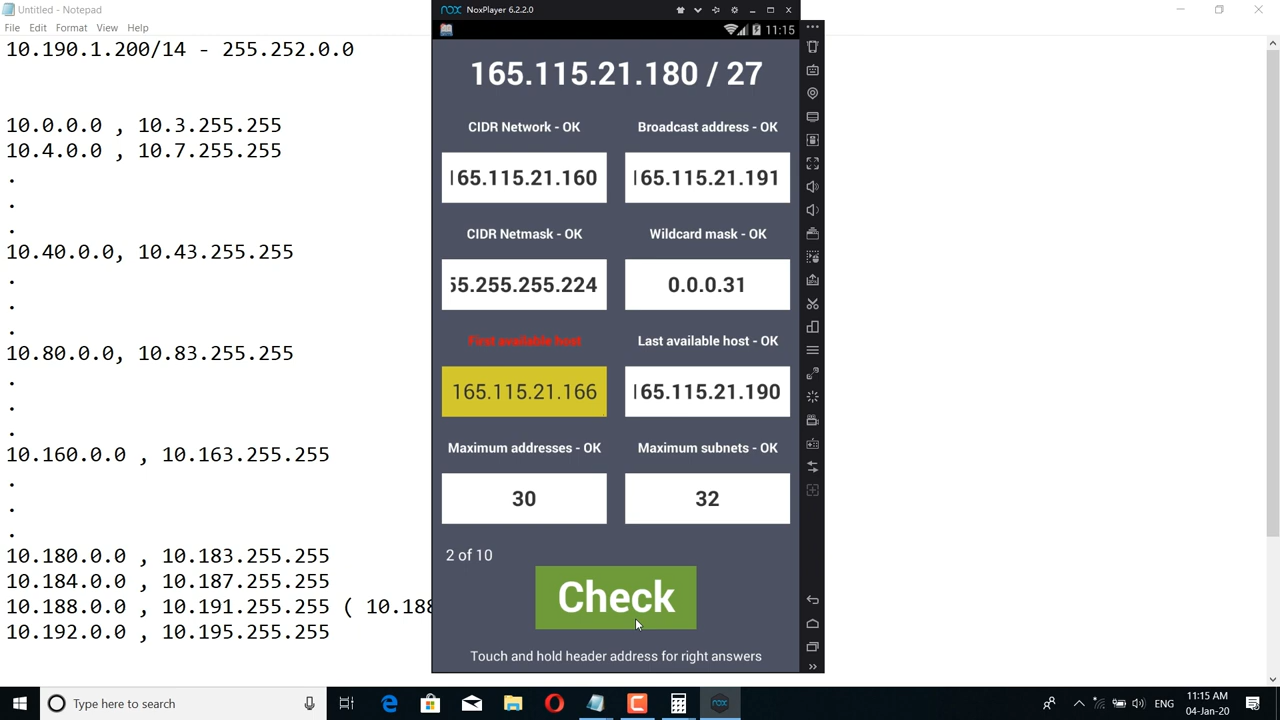 Untitled - Notepad
File Edit Format View Help
10.190.1.200/14 - 255.252.0.0
10.0.0.0 , 10.3.255.255
10.4.0.0 , 10.7.255.255
.
.
.
10.40.0.0, 10.43.255.255
.
.
.
10.80.0.0, 10.83.255.255
.
.
.
10.160.0.0 , 10.163.255.255
.
.
.
10.180.0.0 , 10.183.255.255
10.184.0.0 , 10.187.255.255
10.188.0.0 , 10.191.255.255 ( 10.188
10.192.0.0 , 10.195.255.255
nox NoxPlayer 6.2.2.0
11:15
165.115.21.180 / 27
CIDR Network - OK
Broadcast address - OK
165.115.21.160
165.115.21.191
CIDR Netmask - OK
Wildcard mask - OK
55.255.255.224
0.0.0.31
First available host
Last available host - OK
165.115.21.166
165.115.21.190
Maximum addresses - OK
Maximum subnets - OK
30
32
2 of 10
Check
Touch and hold header address for right answers
Type here to search
nox
ENG
11:15 AM
04-Jan-20